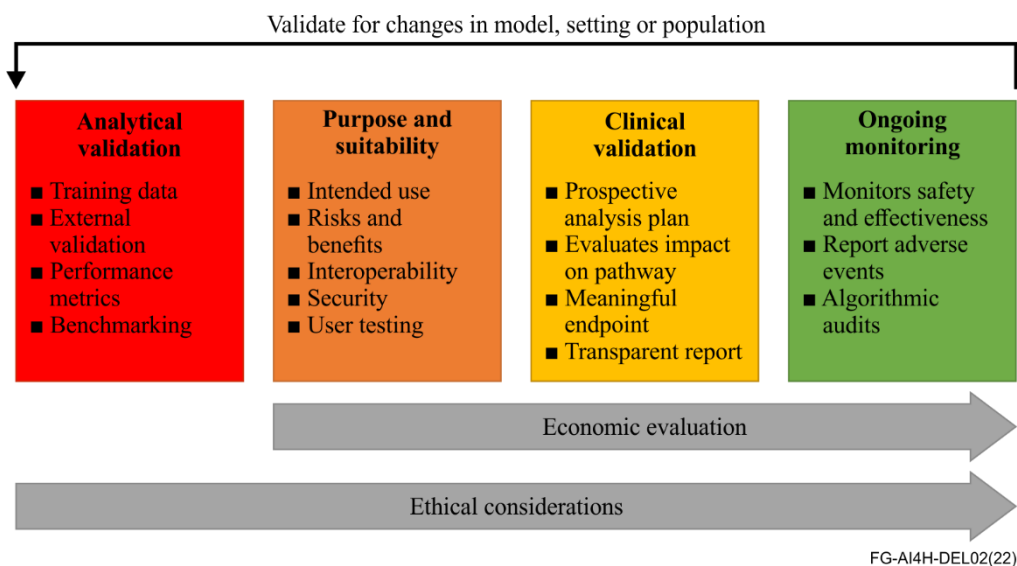 Validate for changes in model, setting or population
Analytical
validation
■ Training data
■ External
validation
■ Performance
metrics
■ Benchmarking
Purpose and
suitability
■ Intended use
■ Risks and
benefits
■ Interoperability
■ Security
■ User testing
Clinical
validation
■ Prospective
analysis plan
■ Evaluates impact
on pathway
■ Meaningful
endpoint
■ Transparent report
Ongoing
monitoring
■ Monitors safety
and effectiveness
■ Report adverse
events
■ Algorithmic
audits
Economic evaluation
Ethical considerations
FG-AI4H-DEL02(22)